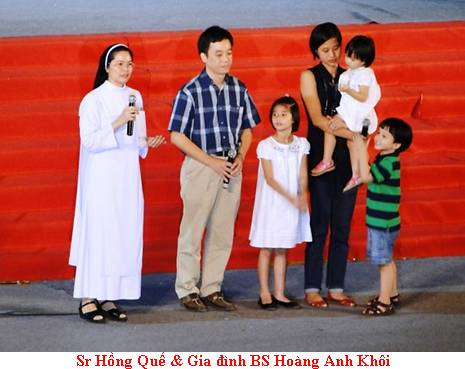 Sr Hồng Quế & Gia đình BS Hoàng Anh Khôi